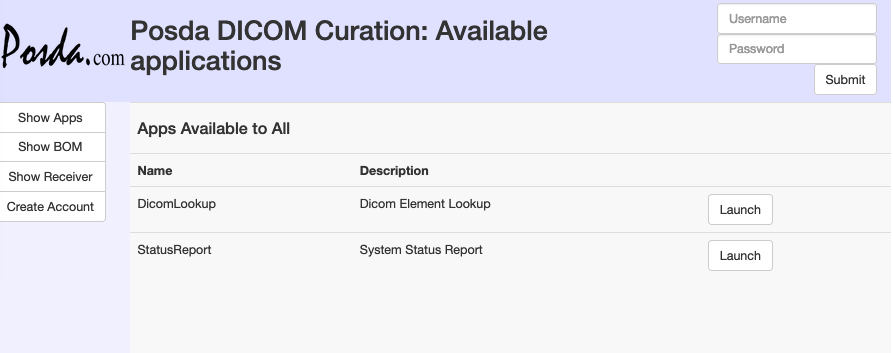 Posda.com
Posda DICOM Curation: Available
applications
Username
Password
Submit
Show Apps
Show BOM
Show Receiver
Create Account
Apps Available to All
Name Description
DicomLookup Dicom Element Lookup Launch
StatusReport System Status Report Launch